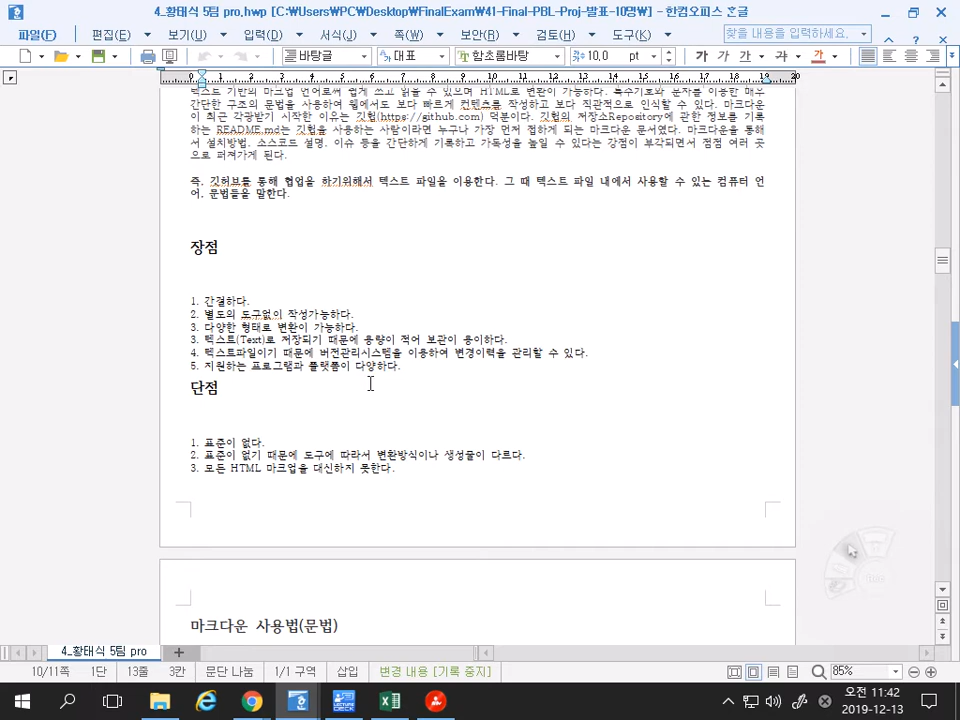 4_황태식 5팀 pro.hwp [C:₩Users₩PC₩Desktop₩FinalExam₩41-Final-PBL-Proj-발표-10명₩] - 한컴오피스 한글
파일(F) 편집(E) 보기(U) 입력(D) 서식(J) 쪽(W) 보안(R) 검토(H) 도구(K) 찾을 내용을 입력하세요.
바탕글 대표 함초롬바탕 10.0 pt 가 가 가 가 가
0 1 2 3 4 5 6 7 8 9 10 11 12 13 14 15 16 17 18 19 20
텍스트 기반의 마크업 언어로써 쉽게 쓰고 읽을 수 있으며 HTML로 변환이 가능하다. 특수기호와 문자를 이용한 매우
간단한 구조의 문법을 사용하여 웹에서도 보다 빠르게 컨텐츠를 작성하고 보다 직관적으로 인식할 수 있다. 마크다운
이 최근 각광받기 시작한 이유는 깃헙(https://github.com) 덕분이다. 깃헙의 저장소Repository에 관한 정보를 기록
하는 README.md는 깃헙을 사용하는 사람이라면 누구나 가장 먼저 접하게 되는 마크다운 문서였다. 마크다운을 통해
서 설치방법, 소스코드 설명, 이슈 등을 간단하게 기록하고 가독성을 높일 수 있다는 강점이 부각되면서 점점 여러 곳
으로 퍼져가게 된다.
즉, 깃허브를 통해 협업을 하기위해서 텍스트 파일을 이용한다. 그 때 텍스트 파일 내에서 사용할 수 있는 컴퓨터 언
어, 문법들을 말한다.
장점
1. 간결하다.
2. 별도의 도구없이 작성가능하다.
3. 다양한 형태로 변환이 가능하다.
3. 텍스트(Text)로 저장되기 때문에 용량이 적어 보관이 용이하다.
4. 텍스트파일이기 때문에 버전관리시스템을 이용하여 변경이력을 관리할 수 있다.
5. 지원하는 프로그램과 플랫폼이 다양하다.
단점
1. 표준이 없다.
2. 표준이 없기 때문에 도구에 따라서 변환방식이나 생성물이 다르다.
3. 모든 HTML 마크업을 대신하지 못한다.
마크다운 사용법(문법)
4_황태식 5팀 pro
10/11쪽 1단 13줄 3칸 문단 나눔 1/1 구역 삽입 변경 내용 [기록 중지] 85%
오전 11:42
2019-12-13